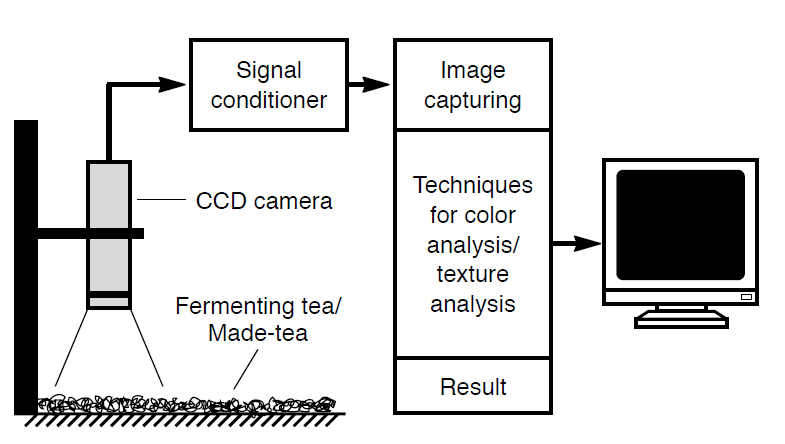 Signal
conditioner
Image
capturing
CCD camera
Techniques
for color
analysis/
texture
analysis
Fermenting tea/
Made-tea
Result